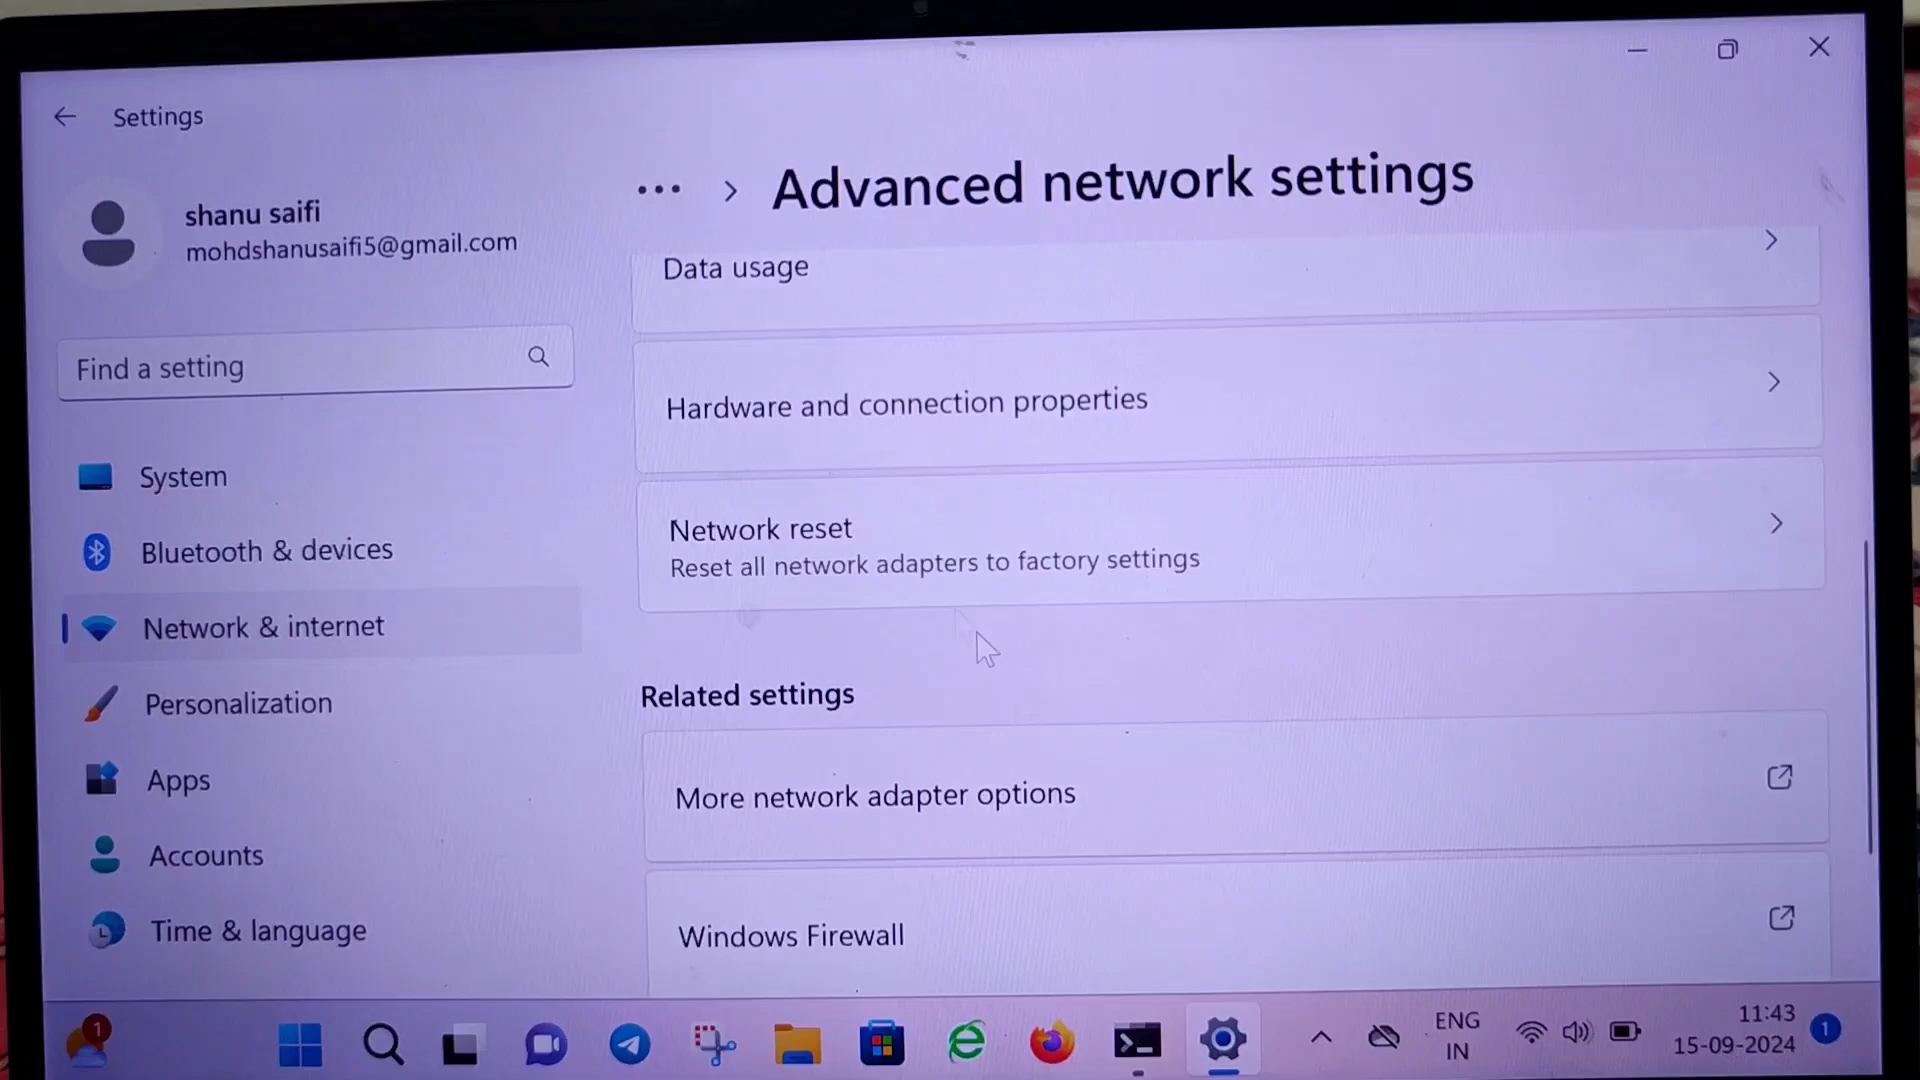 Settings
shanu saifi
mohdshanusaifi5@gmail.com
Find a setting
System
Bluetooth & devices
Network & internet
Personalization
Apps
Accounts
Time & language
... > Advanced network settings
Data usage
Hardware and connection properties
Network reset
Reset all network adapters to factory settings
Related settings
More network adapter options
Windows Firewall
1
ENG
IN
11:43
15-09-2024
1